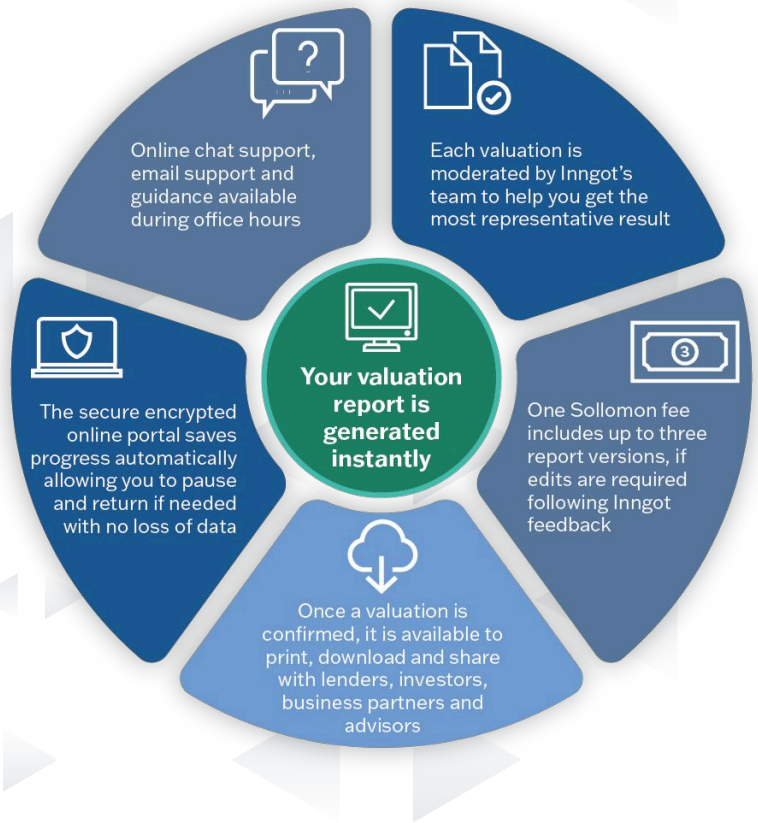 ?
Online chat support,
email support and
guidance available
during office hours
Each valuation is
moderated by Inngot’s
team to help you get the
most representative result
Your valuation
report is
generated
instantly
3
One Sollomon fee
includes up to three
report versions, if
edits are required
following Inngot
feedback
The secure encrypted
online portal saves
progress automatically
allowing you to pause
and return if needed
with no loss of data
Once a valuation is
confirmed, it is available to
print, download and share
with lenders, investors,
business partners and
advisors